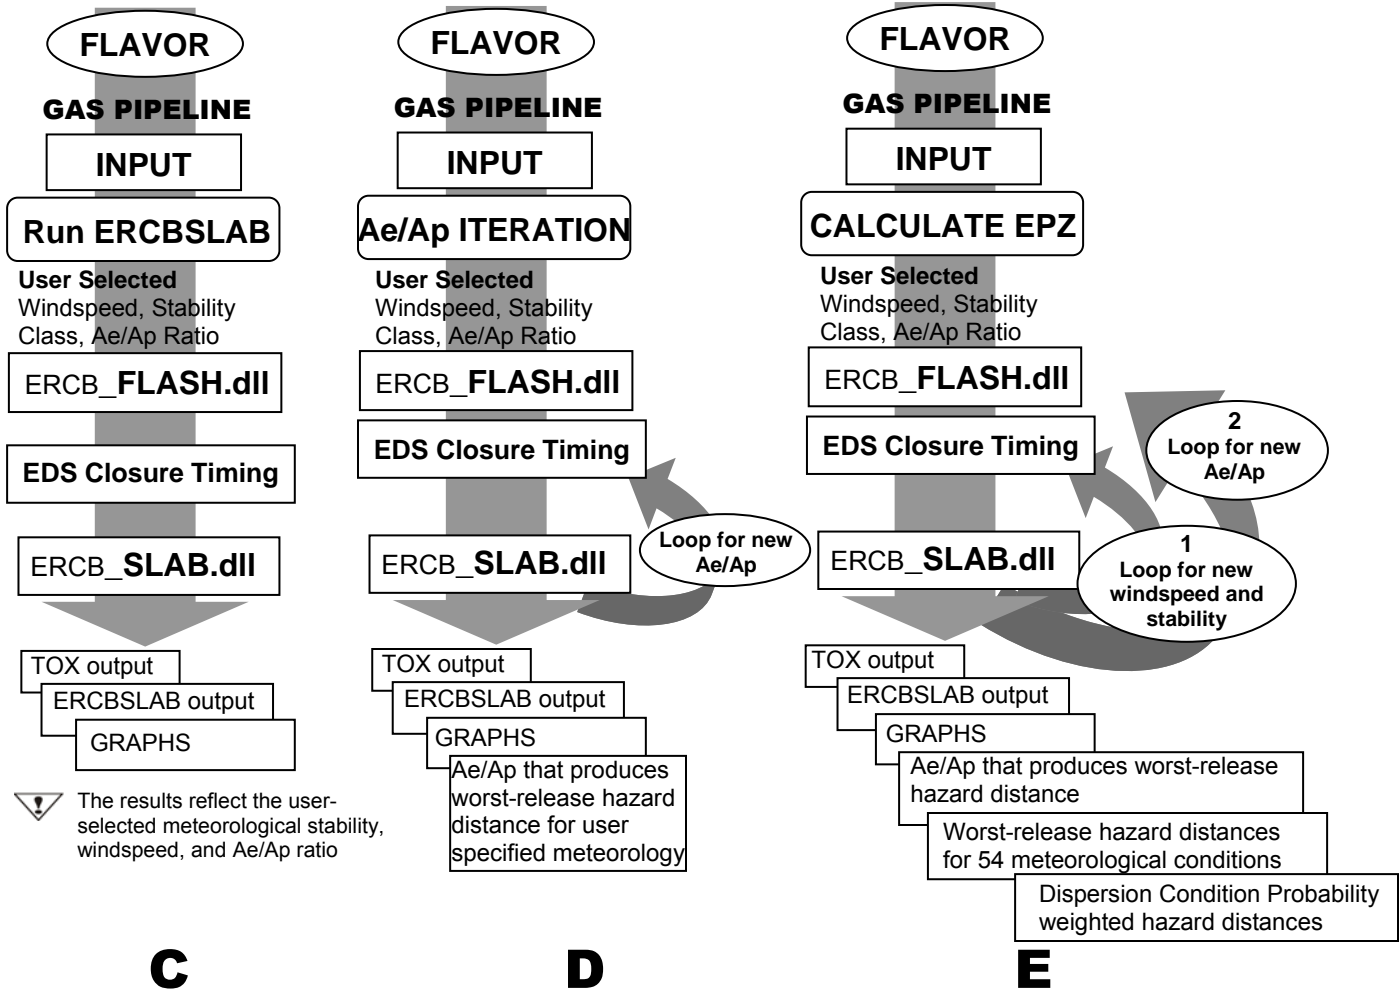 FLAVOR
GAS PIPELINE
INPUT
Run ERCBSLAB
User Selected
Windspeed, Stability
Class, Ae/Ap Ratio
ERCB_FLASH.dll
EDS Closure Timing
ERCB_SLAB.dll
TOX output
ERCBSLAB output
GRAPHS
The results reflect the user-
selected meteorological stability,
windspeed, and Ae/Ap ratio
C
FLAVOR
GAS PIPELINE
INPUT
Ae/Ap ITERATION
User Selected
Windspeed, Stability
Class, Ae/Ap Ratio
ERCB_FLASH.dll
EDS Closure Timing
Loop for new
Ae/Ap
ERCB_SLAB.dll
TOX output
ERCBSLAB output
GRAPHS
Ae/Ap that produces
worst-release hazard
distance for user
specified meteorology
D
FLAVOR
GAS PIPELINE
INPUT
CALCULATE EPZ
User Selected
Windspeed, Stability
Class, Ae/Ap Ratio
ERCB_FLASH.dll
EDS Closure Timing
2
Loop for new
Ae/Ap
ERCB_SLAB.dll
1
Loop for new
windspeed and
stability
TOX output
ERCBSLAB output
GRAPHS
Ae/Ap that produces worst-release
hazard distance
Worst-release hazard distances
for 54 meteorological conditions
Dispersion Condition Probability
weighted hazard distances
E